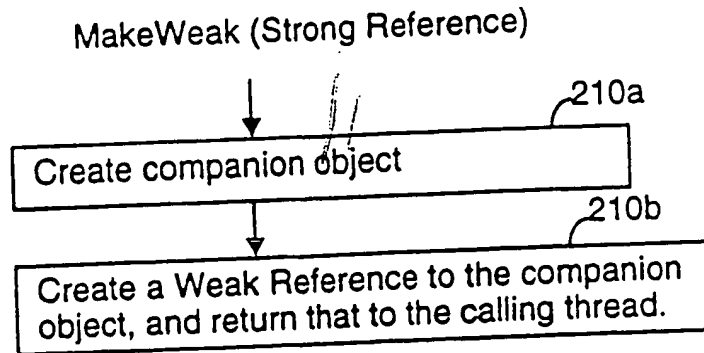 MakeWeak (Strong Reference)
210a
Create companion object
210b
Create a Weak Reference to the companion
object, and return that to the calling thread.